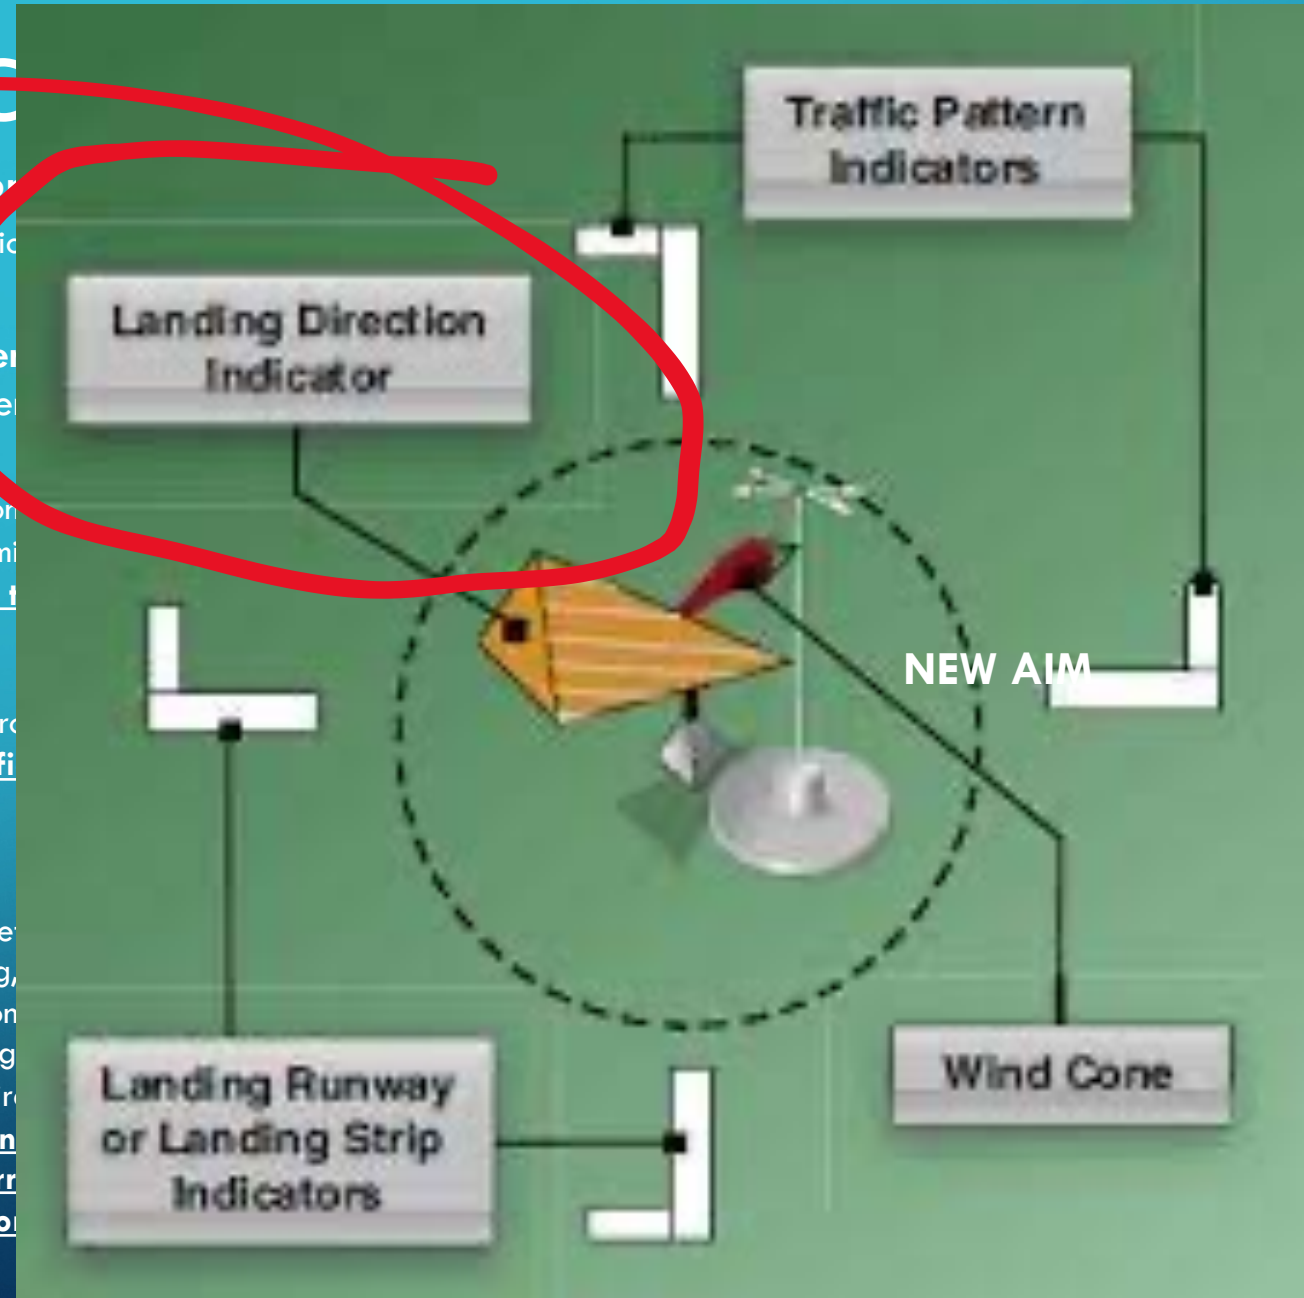 Traffic Pattern
Indicators
Landing Direction
Indicator
NEW AIM
Landing Runway
or Landing Strip
Indicators
Wind Cone